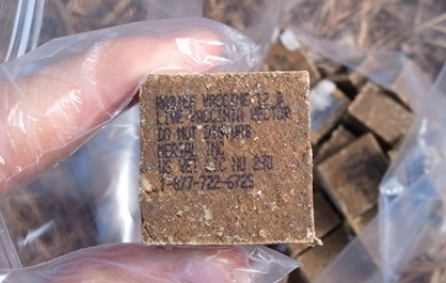 RABIES VACCINE
LIVE VACCINIA VECTOR
DO NOT DISTURB
MERIAL INC
US VET LIC NO 298
1-877-722-6725